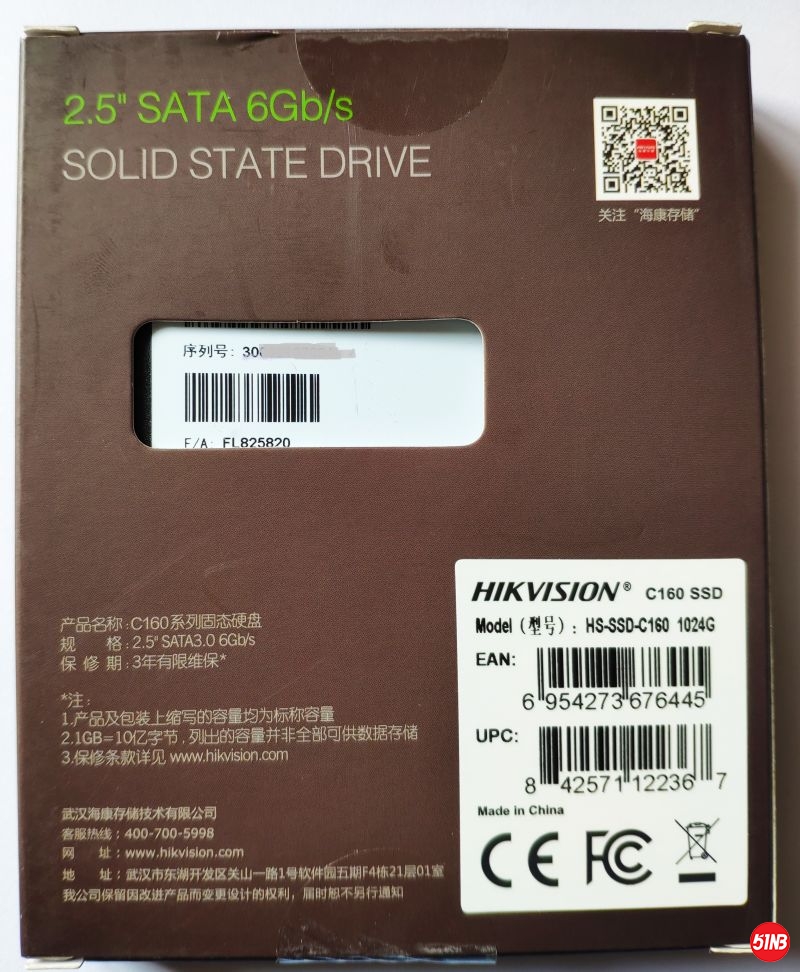 2.5" SATA 6Gb/s
SOLID STATE DRIVE
关注 “海康存储”
序列号: 30
F/A: FL825820
产品名称:C160系列固态硬盘
规 格:2.5" SATA3.0 6Gb/s
保 修 期:3年有限维保*
*注:
1.产品及包装上缩写的容量均为标称容量
2.1GB=10亿字节,列出的容量并非全部可供数据存储
3.保修条款详见 www.hikvision.com
武汉海康存储技术有限公司
客服热线:400-700-5998
网 址:www.hikvision.com
地 址:武汉市东湖开发区关山一路1号软件园五期F4栋21层01室
我公司保留因改进产品而变更设计的权利,届时恕不另行通知
HIKVISION® C160 SSD
Model (型号): HS-SSD-C160 1024G
EAN:
6 954273 676445
UPC:
8 42571 12236 7
Made in China
CE FC
51NB